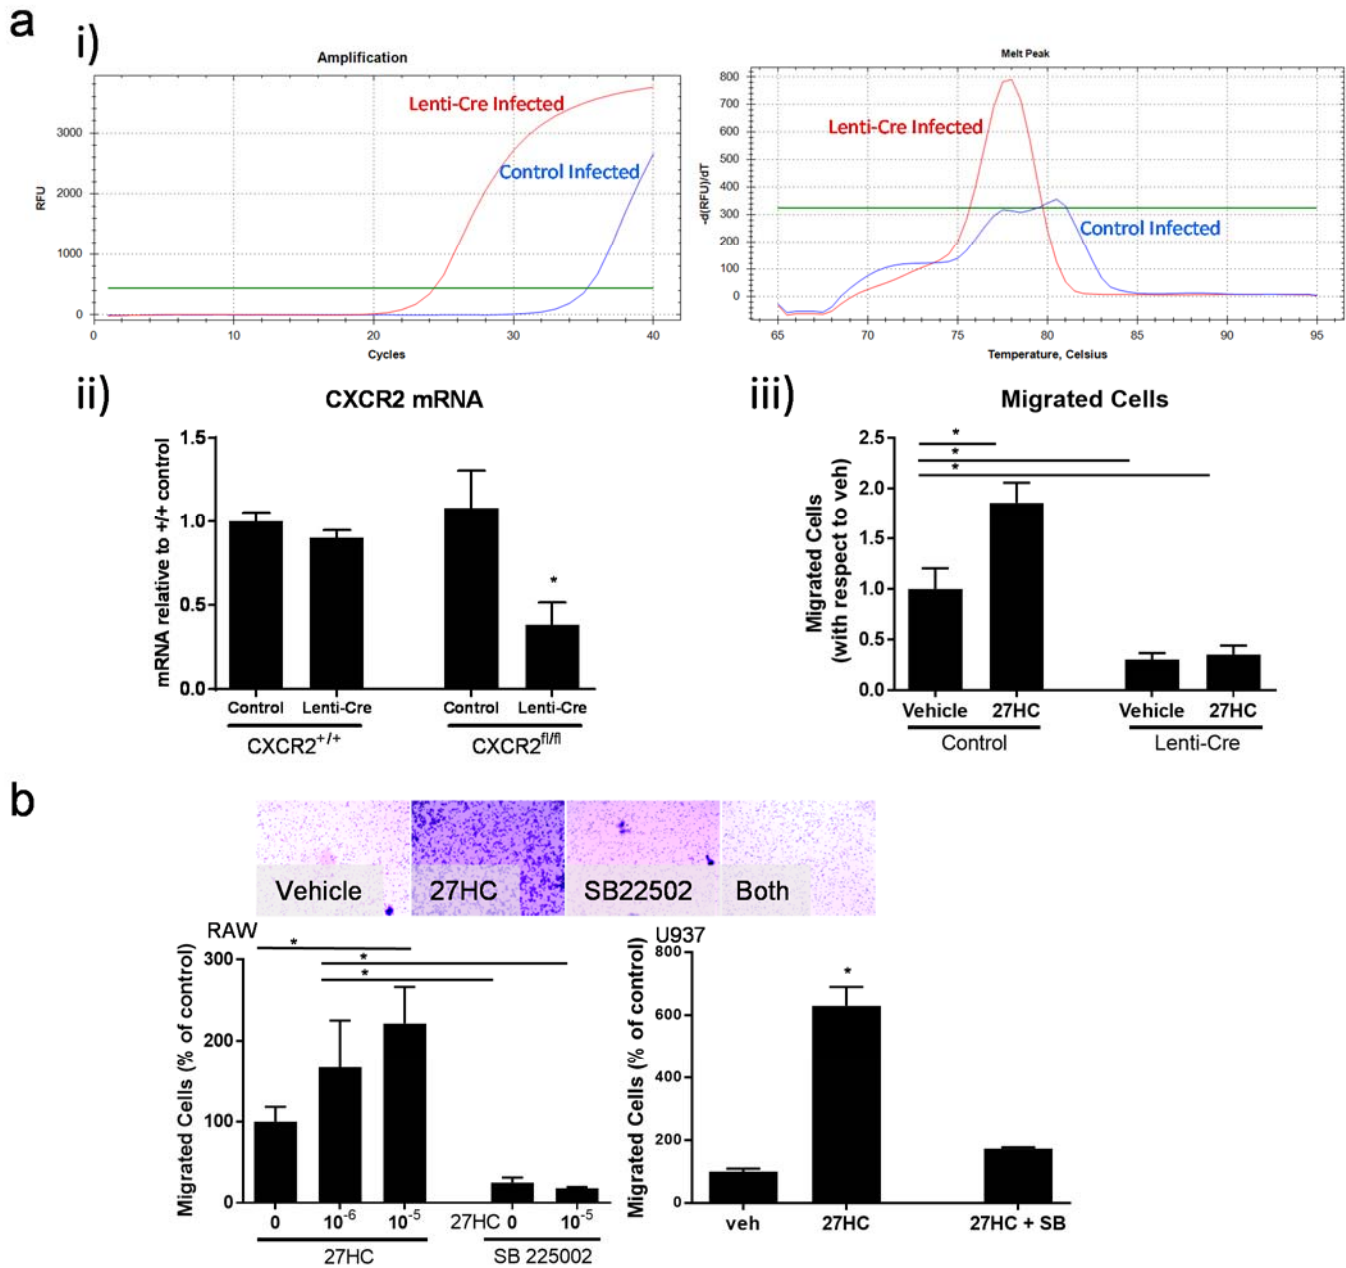 a
i)
Amplification
Lenti-Cre Infected
Control Infected
RFU
3000
2000
1000
0
0 10 20 30 40
Cycles
Melt Peak
Lenti-Cre Infected
Control Infected
-d(RFU)/dT
800
700
600
500
400
300
200
100
0
65 70 75 80 85 90 95
Temperature, Celsius
ii)
CXCR2 mRNA
mRNA relative to +/+ control
1.5
1.0
0.5
0.0
*
Control Lenti-Cre Control Lenti-Cre
CXCR2+/+ CXCR2fl/fl
iii)
Migrated Cells
Migrated Cells
(with respect to veh)
2.5
2.0
1.5
1.0
0.5
0.0
*
*
*
Vehicle 27HC Vehicle 27HC
Control Lenti-Cre
b
Vehicle 27HC SB22502 Both
RAW
Migrated Cells (% of control)
300
200
100
0
*
*
*
0 10-6 10-5 27HC 0 10-5
27HC SB 225002
U937
Migrated Cells (% of control)
800
600
400
200
0
*
veh 27HC 27HC + SB